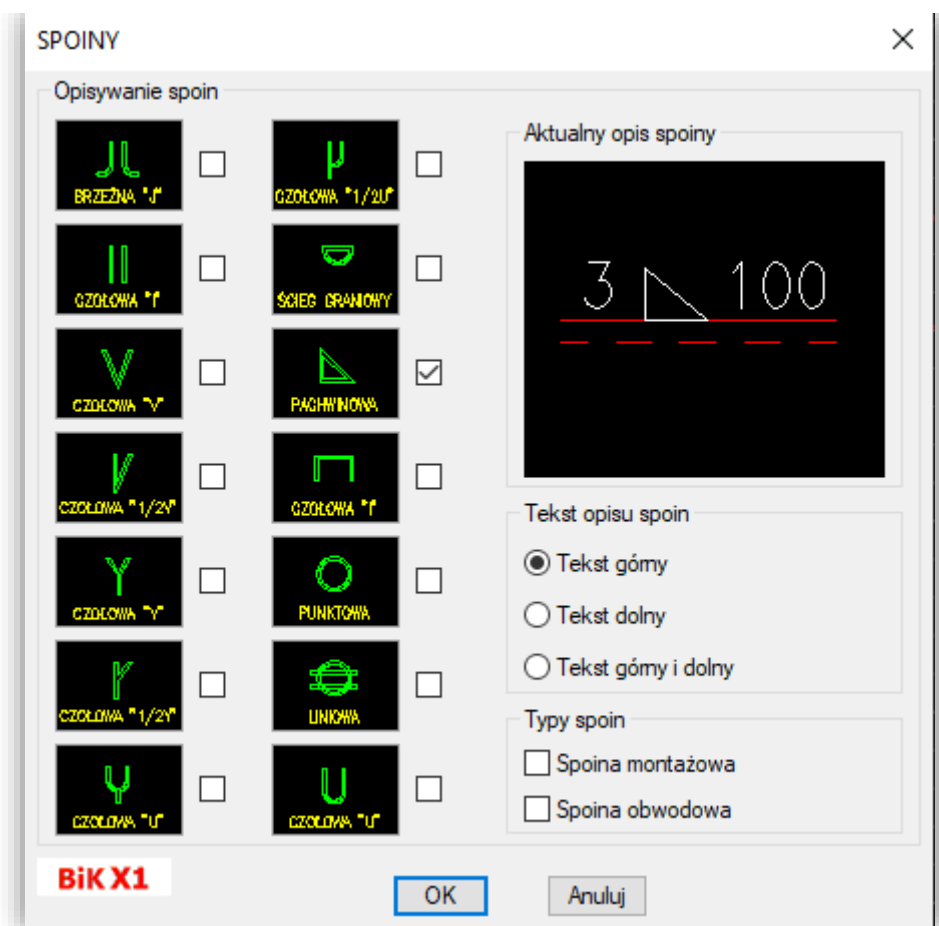 SPOINY
Opisywanie spoin
BRZEŻNA "J"
CZOŁOWA "1/2U"
CZOŁOWA "I"
ŚCIEG GRANIOWY
CZOŁOWA "V"
PACHWINOWA
CZOŁOWA "1/2V"
CZOŁOWA "I"
CZOŁOWA "Y"
PUNKTOWA
CZOŁOWA "1/2Y"
LINIOWA
CZOŁOWA "U"
CZOŁOWA "U"
Aktualny opis spoiny
3 100
Tekst opisu spoin
Tekst górny
Tekst dolny
Tekst górny i dolny
Typy spoin
Spoina montażowa
Spoina obwodowa
BiK X1
OK
Anuluj